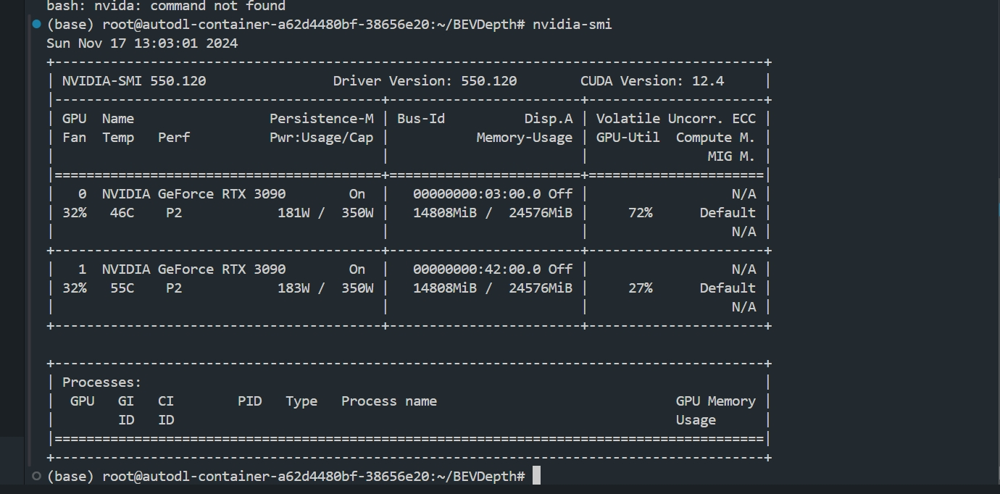 bash: nvida: command not found
(base) root@autodl-container-a62d4480bf-38656e20:~/BEVDepth# nvidia-smi
Sun Nov 17 13:03:01 2024
+-----------------------------------------------------------------------------------------+
| NVIDIA-SMI 550.120                Driver Version: 550.120        CUDA Version: 12.4     |
|-----------------------------------------+------------------------+----------------------+
| GPU  Name                 Persistence-M | Bus-Id          Disp.A | Volatile Uncorr. ECC |
| Fan  Temp   Perf          Pwr:Usage/Cap |           Memory-Usage | GPU-Util  Compute M. |
|                                         |                        |               MIG M. |
|=========================================+========================+======================|
|   0  NVIDIA GeForce RTX 3090        On  |   00000000:03:00.0 Off |                  N/A |
| 32%   46C    P2            181W /  350W |   14808MiB /  24576MiB |     72%      Default |
|                                         |                        |                  N/A |
+-----------------------------------------+------------------------+----------------------+
|   1  NVIDIA GeForce RTX 3090        On  |   00000000:42:00.0 Off |                  N/A |
| 32%   55C    P2            183W /  350W |   14808MiB /  24576MiB |     27%      Default |
|                                         |                        |                  N/A |
+-----------------------------------------+------------------------+----------------------+

+-----------------------------------------------------------------------------------------+
| Processes:                                                                              |
|  GPU   GI   CI        PID   Type   Process name                              GPU Memory |
|        ID   ID                                                               Usage      |
|=========================================================================================|
+-----------------------------------------------------------------------------------------+
(base) root@autodl-container-a62d4480bf-38656e20:~/BEVDepth#